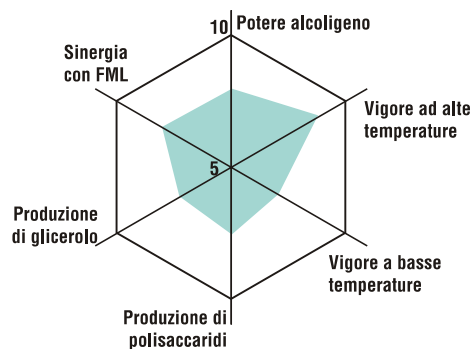 10
Potere alcoligeno
Sinergia
con FML
Vigore ad alte
temperature
5
Produzione
di glicerolo
Vigore a basse
temperature
Produzione di
polisaccaridi